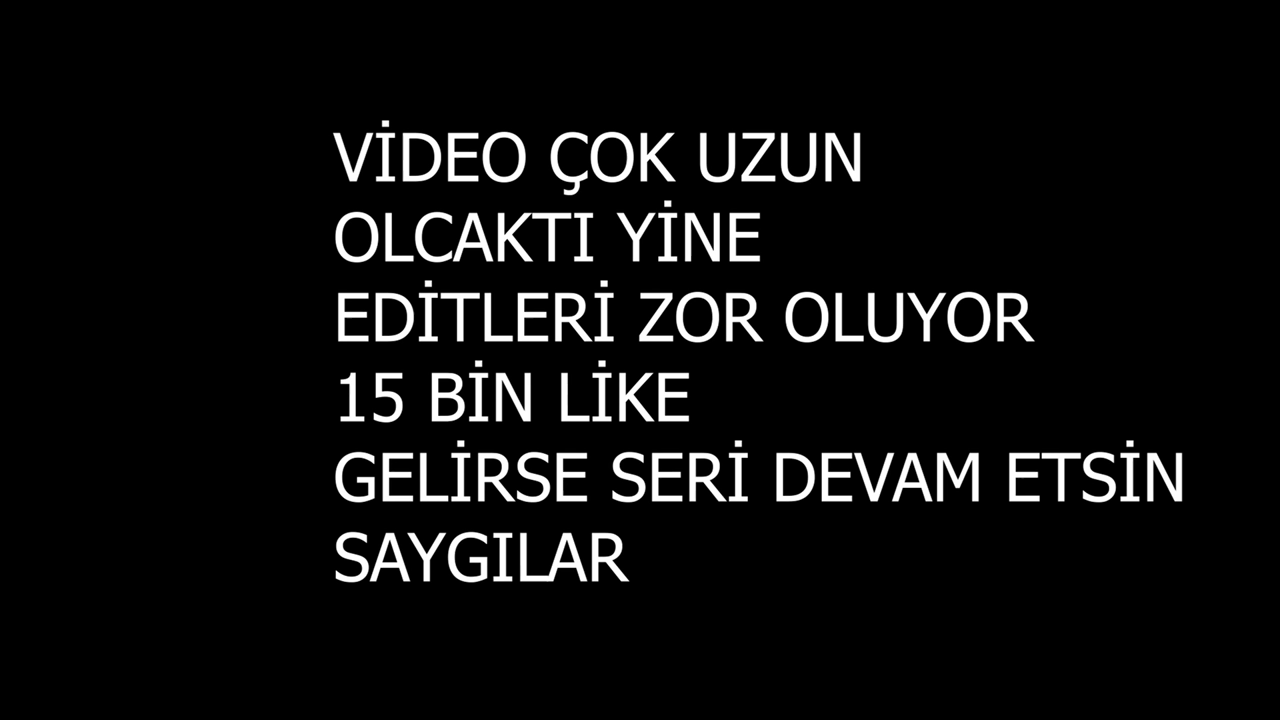 VİDEO ÇOK UZUN
OLCAKTI YİNE
EDİTLERİ ZOR OLUYOR
15 BİN LİKE
GELİRSE SERİ DEVAM ETSİN
SAYGILAR